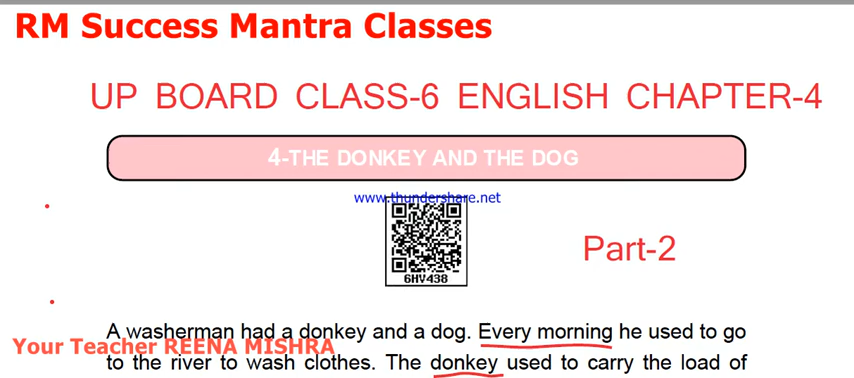 RM Success Mantra Classes
UP BOARD CLASS-6 ENGLISH CHAPTER-4
4-THE DONKEY AND THE DOG
www.thundershare.net
6HV438
Part-2
A washerman had a donkey and a dog. Every morning he used to go
Your Teacher REENA MISHRA
to the river to wash clothes. The donkey used to carry the load of